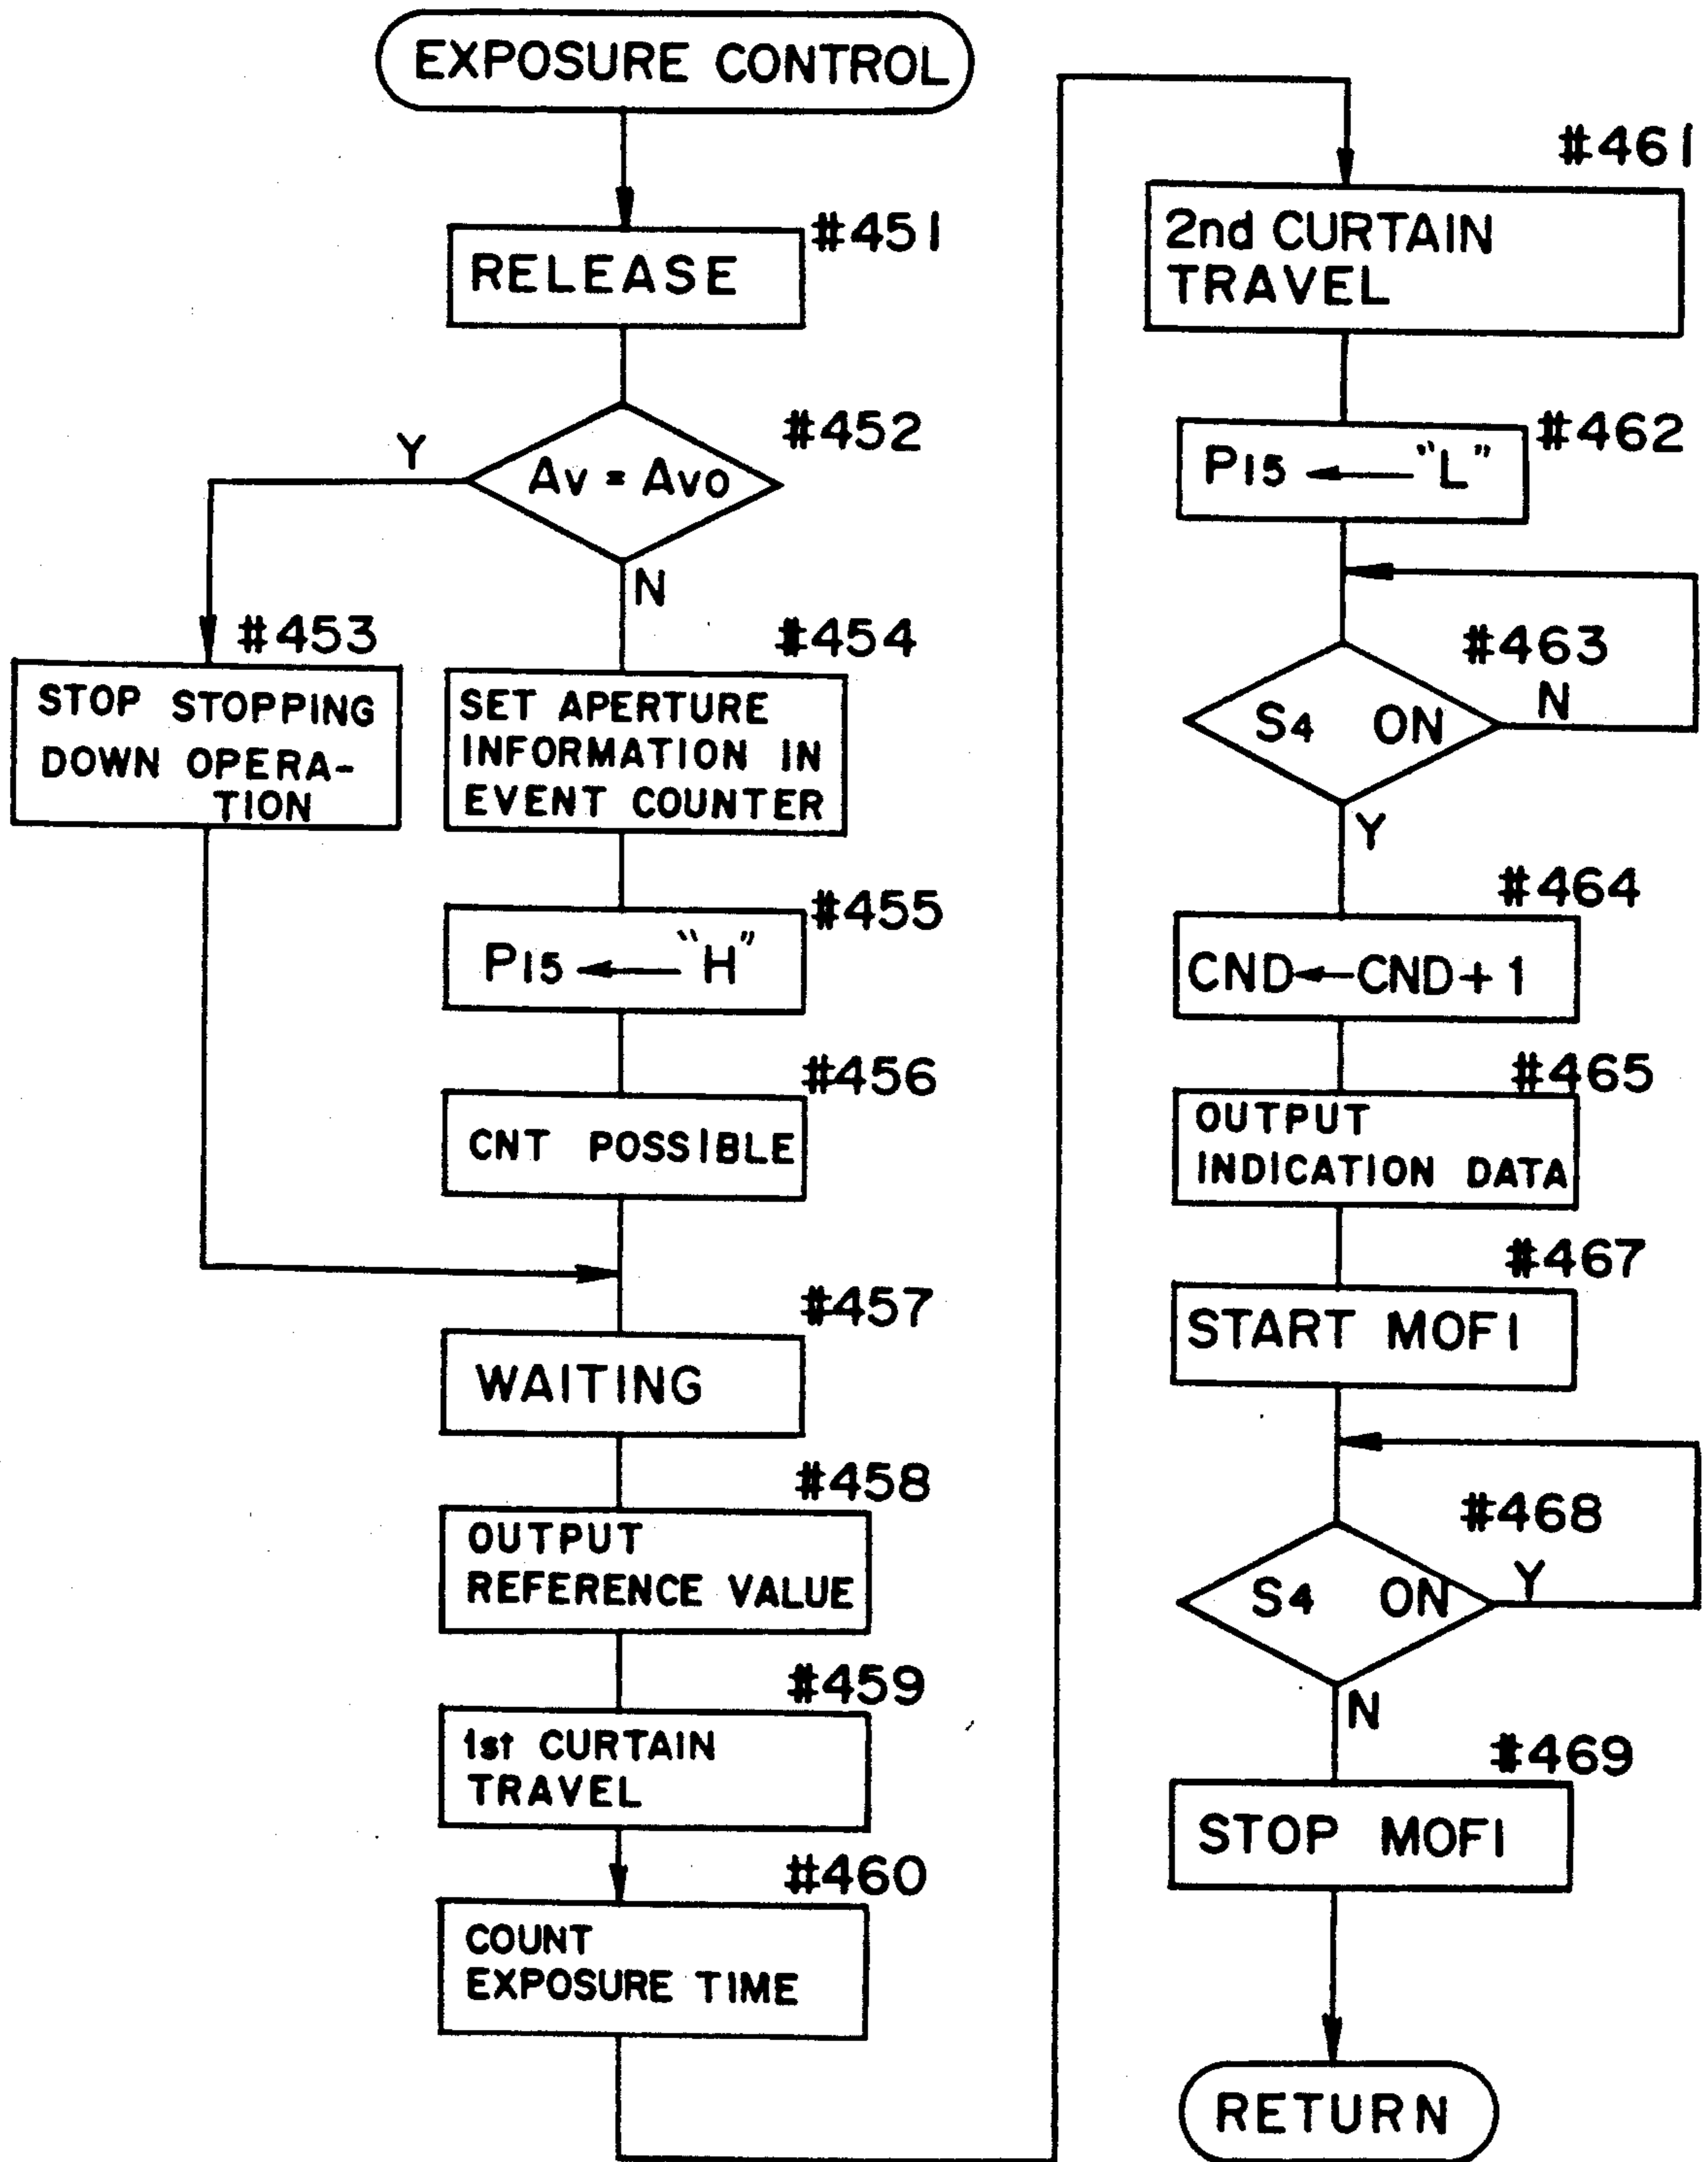 EXPOSURE CONTROL
#451
RELEASE
#452
Av = Avo
Y
N
#453
STOP STOPPING
DOWN OPERA-
TION
#454
SET APERTURE
INFORMATION IN
EVENT COUNTER
#455
P15 ← "H"
#456
CNT POSSIBLE
#457
WAITING
#458
OUTPUT
REFERENCE VALUE
#459
1st CURTAIN
TRAVEL
#460
COUNT
EXPOSURE TIME
#461
2nd CURTAIN
TRAVEL
#462
P15 ← "L"
#463
S4 ON
N
Y
#464
CND←CND+1
#465
OUTPUT
INDICATION DATA
#467
START MOF1
#468
S4 ON
Y
N
#469
STOP MOF1
RETURN